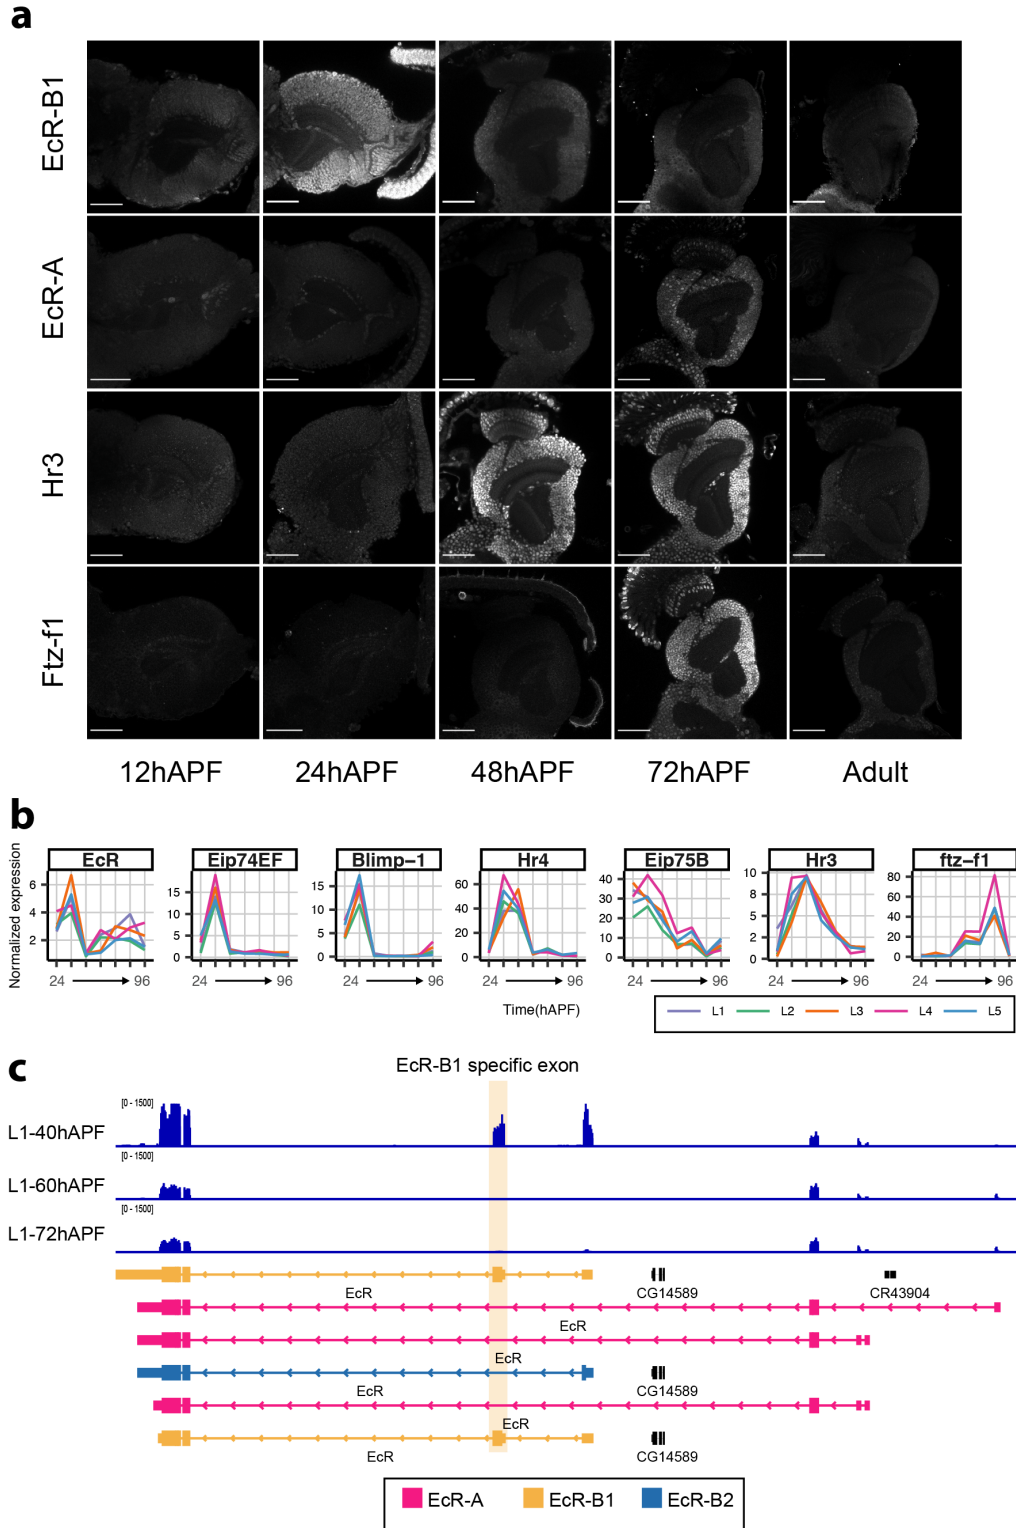 a
EcR-B1
EcR-A
Hr3
Ftz-f1
12hAPF 24hAPF 48hAPF 72hAPF Adult
b
Normalized expression
EcR Eip74EF Blimp-1 Hr4 Eip75B Hr3 ftz-f1
6 4 2
15 10 5 0
15 10 5 0
60 40 20 0
40 30 20 10 0
10 8 5 2 0
80 60 40 20 0
24 96 24 96 24 96 24 96 24 96 24 96 24 96
Time(hAPF)
L1 L2 L3 L4 L5
c
EcR-B1 specific exon
[0 - 1500]
L1-40hAPF
[0 - 1500]
L1-60hAPF
[0 - 1500]
L1-72hAPF
EcR CG14589 CR43904
EcR
EcR
EcR CG14589
EcR
EcR CG14589
EcR-A EcR-B1 EcR-B2